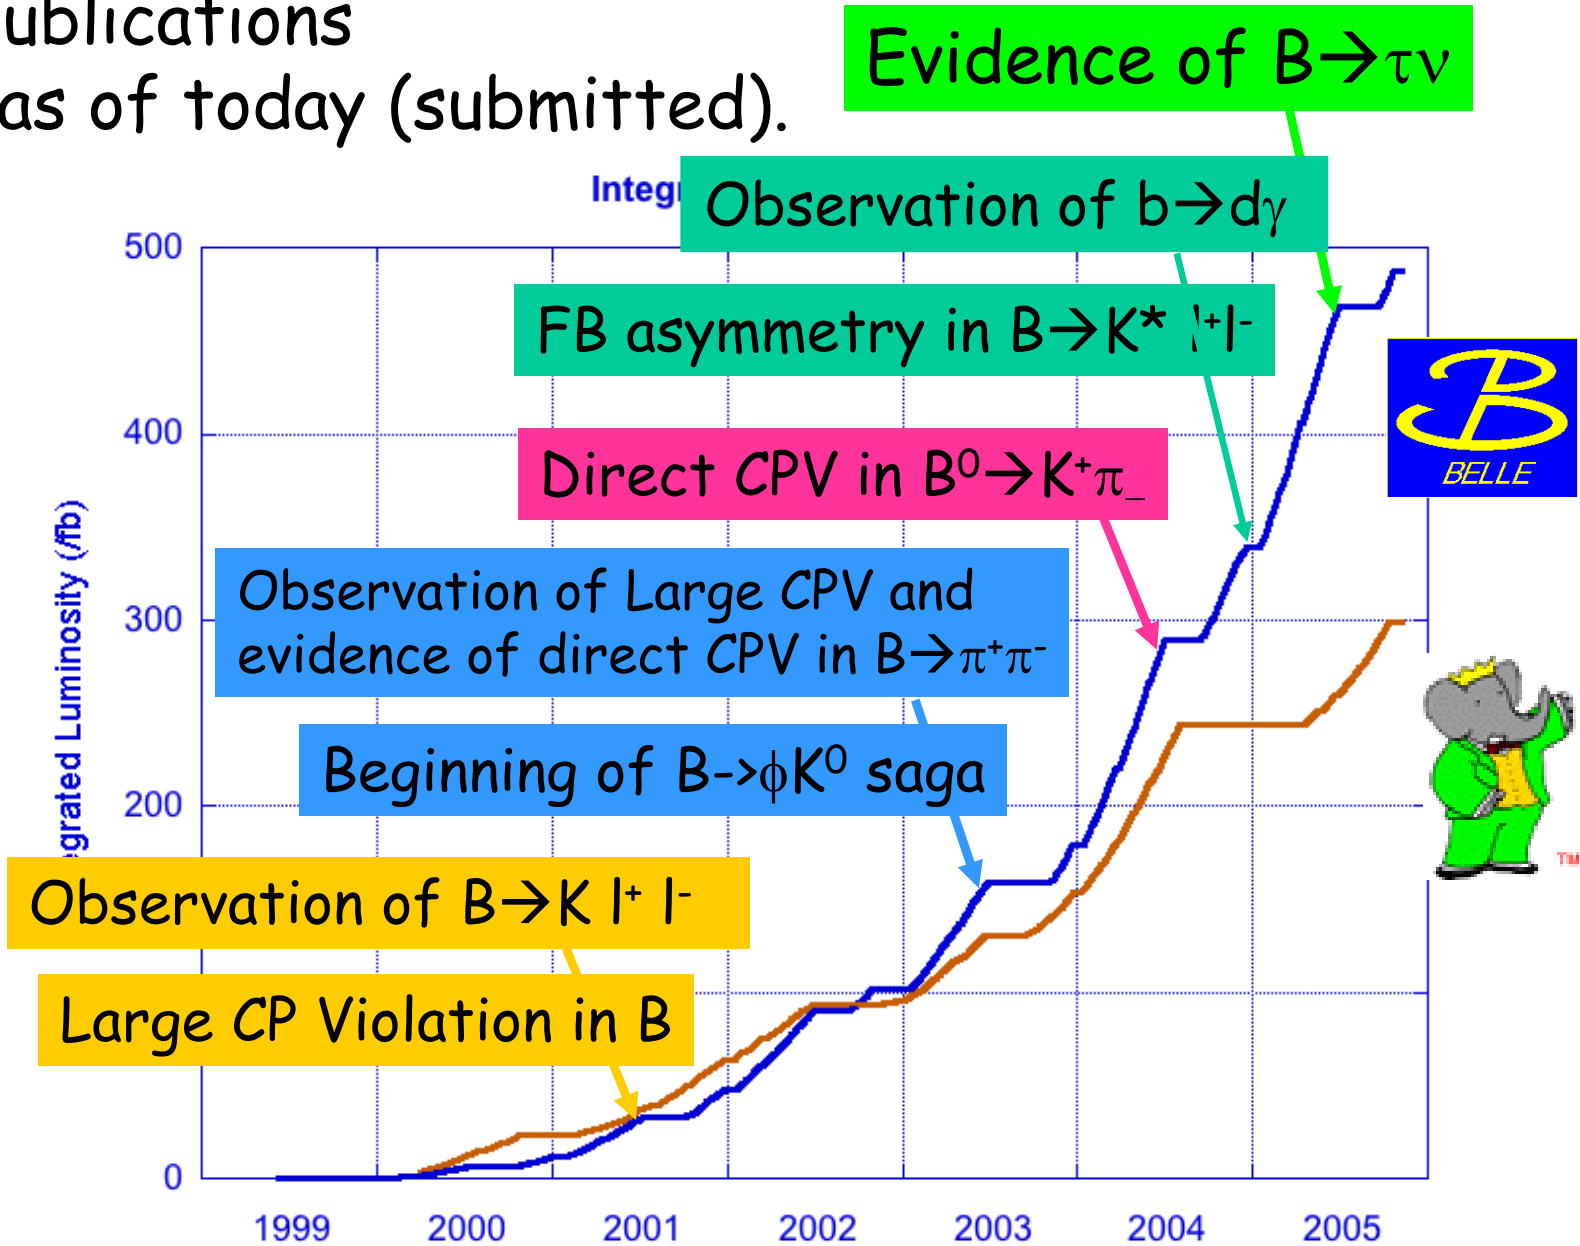 ublications
as of today (submitted).
Evidence of B→τν
Integ
Observation of b→dγ
500
FB asymmetry in B→K* l⁺l⁻
400
BELLE
Direct CPV in B⁰→K⁺π_
Observation of Large CPV and
evidence of direct CPV in B→π⁺π⁻
300
egrated Luminosity (/fb)
Beginning of B->ϕK⁰ saga
200
TM
Observation of B→K l⁺ l⁻
Large CP Violation in B
0
1999 2000 2001 2002 2003 2004 2005